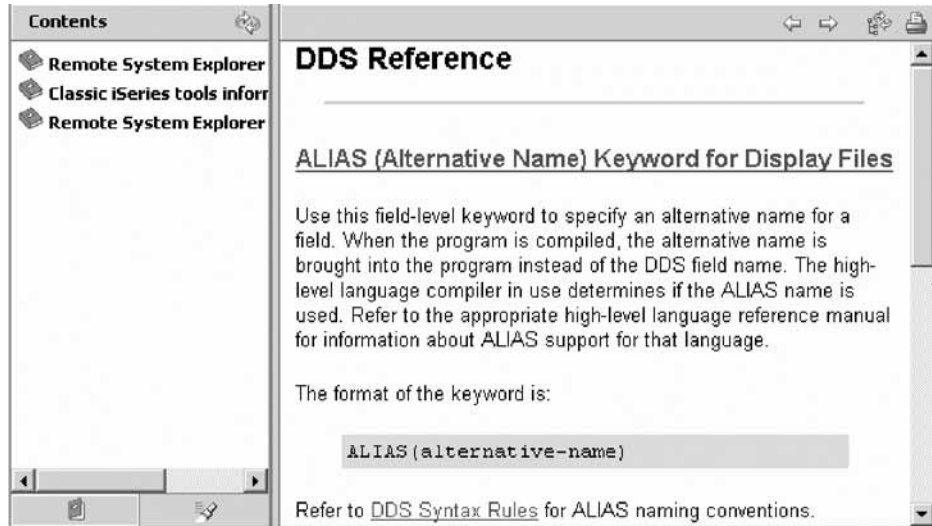 Contents
Remote System Explorer
Classic iSeries tools inforr
Remote System Explorer
DDS Reference
ALIAS (Alternative Name) Keyword for Display Files
Use this field-level keyword to specify an alternative name for a
field. When the program is compiled, the alternative name is
brought into the program instead of the DDS field name. The high-
level language compiler in use determines if the ALIAS name is
used. Refer to the appropriate high-level language reference manual
for information about ALIAS support for that language.
The format of the keyword is:
ALIAS(alternative-name)
Refer to DDS Syntax Rules for ALIAS naming conventions.